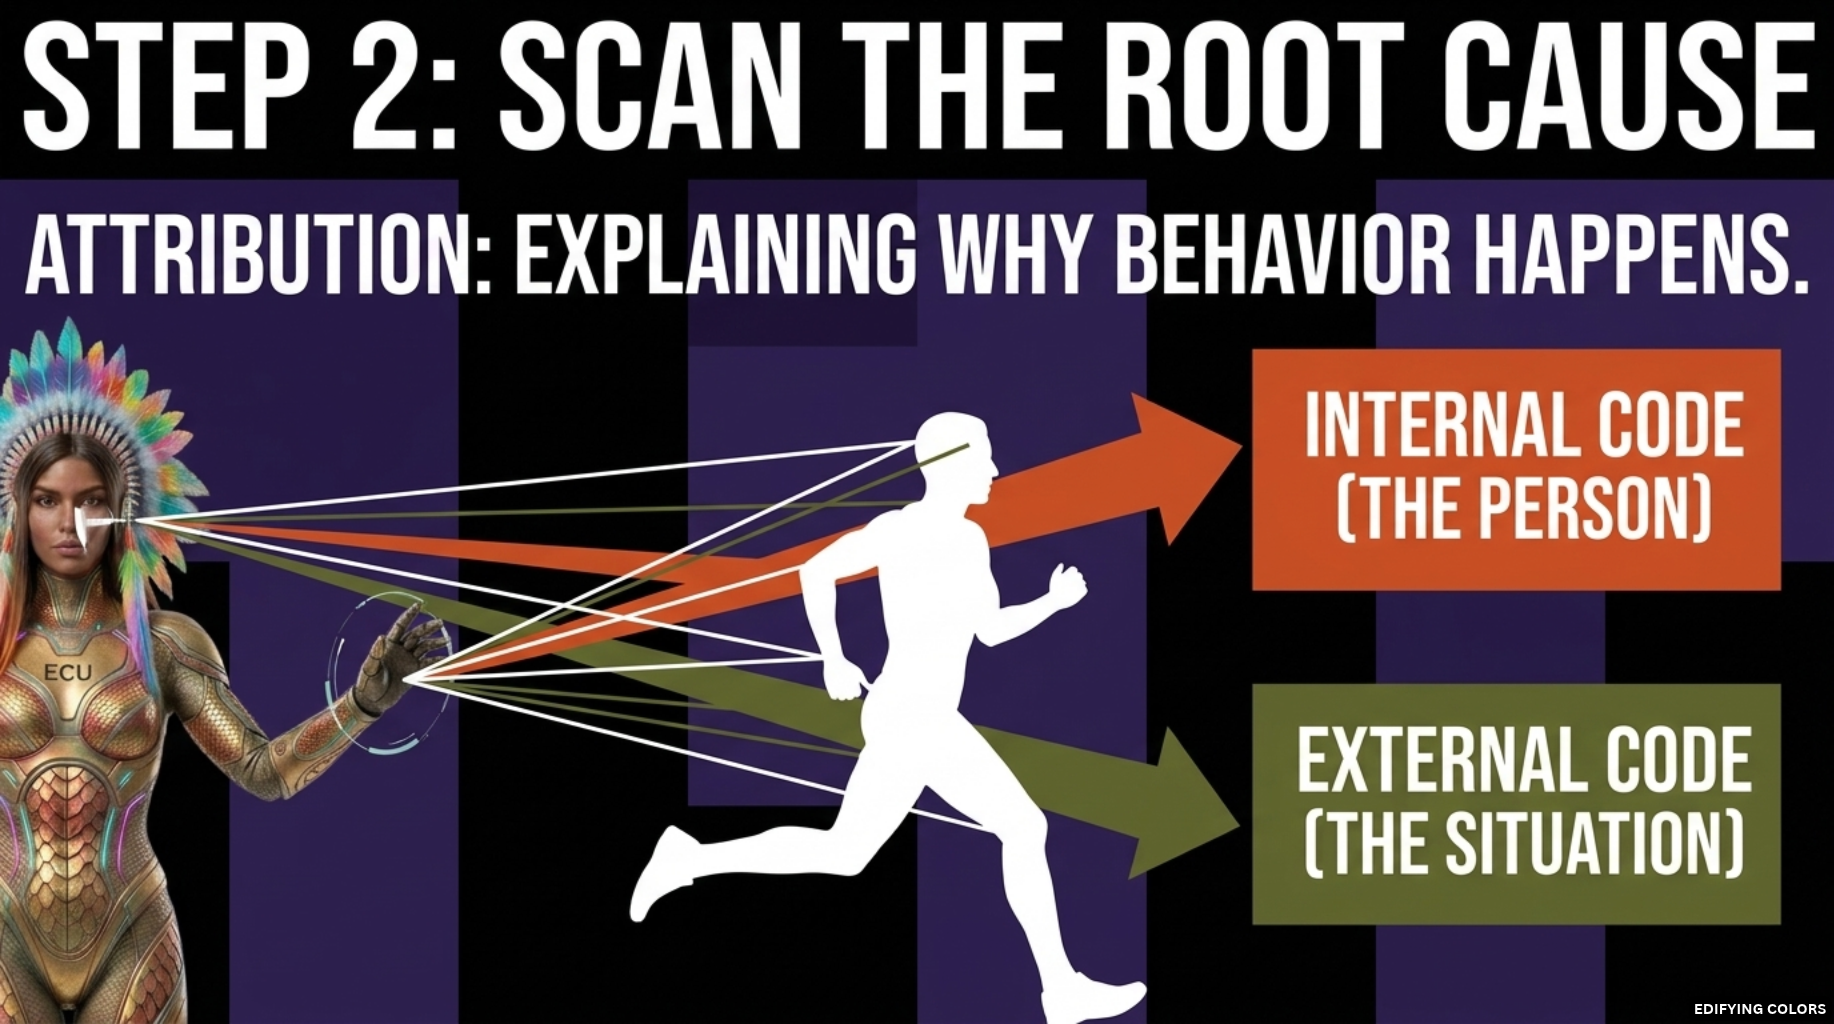 STEP 2: SCAN THE ROOT CAUSE
ATTRIBUTION: EXPLAINING WHY BEHAVIOR HAPPENS.
INTERNAL CODE
(THE PERSON)
ECU
EXTERNAL CODE
(THE SITUATION)
EDIFYING COLORS